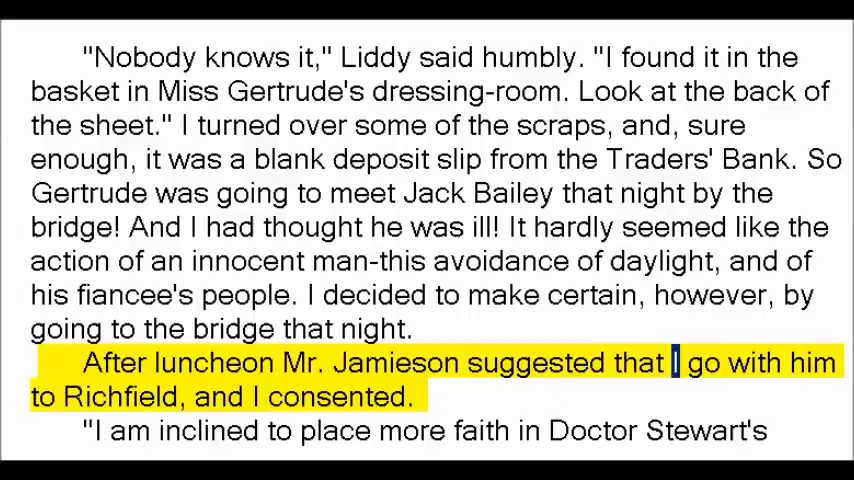 "Nobody knows it," Liddy said humbly. "I found it in the
basket in Miss Gertrude's dressing-room. Look at the back of
the sheet." I turned over some of the scraps, and, sure
enough, it was a blank deposit slip from the Traders' Bank. So
Gertrude was going to meet Jack Bailey that night by the
bridge! And I had thought he was ill! It hardly seemed like the
action of an innocent man-this avoidance of daylight, and of
his fiancee's people. I decided to make certain, however, by
going to the bridge that night.
After luncheon Mr. Jamieson suggested that I go with him
to Richfield, and I consented.
"I am inclined to place more faith in Doctor Stewart's